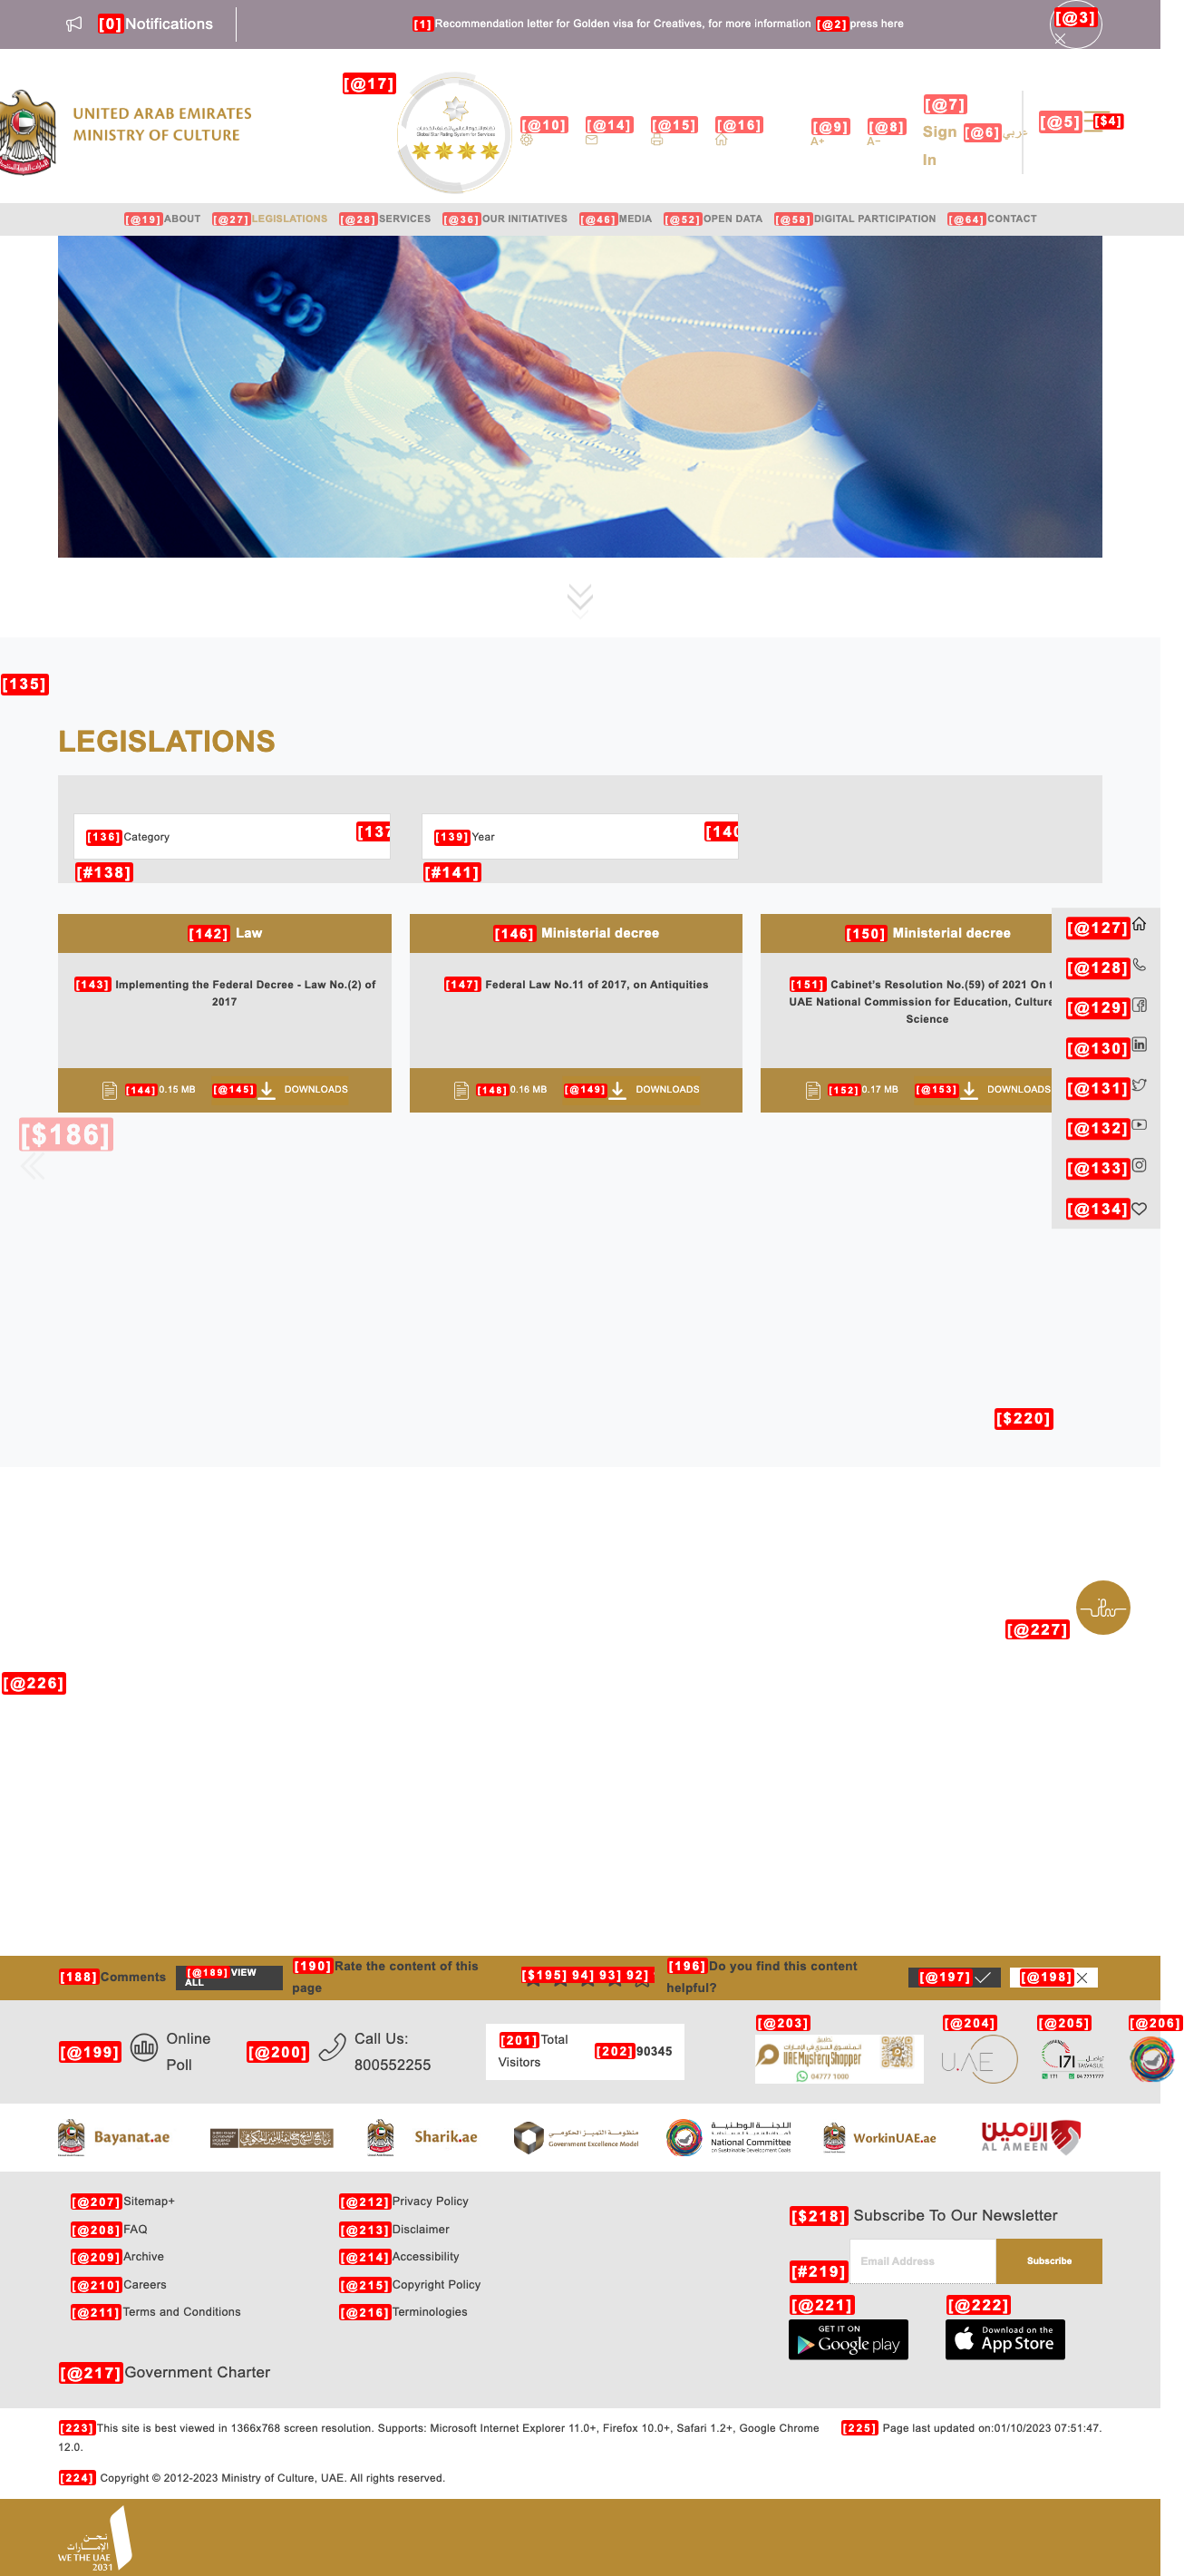 [0] Notifications
[1] Recommendation letter for Golden visa for Creatives, for more information [@2] press here
[@3]
UNITED ARAB EMIRATES
MINISTRY OF CULTURE
[@17]
Global Star Rating System for Services
[@10] [@14] [@15] [@16]
[@9] A+
[@8] A-
[@7] Sign In
[@6] عربي
[@5] [$4]
[@19] ABOUT [@27] LEGISLATIONS [@28] SERVICES [@36] OUR INITIATIVES [@46] MEDIA [@52] OPEN DATA [@58] DIGITAL PARTICIPATION [@64] CONTACT
[135]
LEGISLATIONS
[136] Category [137
[#138]
[139] Year [140
[#141]
[142] Law
[143] Implementing the Federal Decree - Law No.(2) of
2017
[144] 0.15 MB [@145] DOWNLOADS
[146] Ministerial decree
[147] Federal Law No.11 of 2017, on Antiquities
[148] 0.16 MB [@149] DOWNLOADS
[150] Ministerial decree
[151] Cabinet's Resolution No.(59) of 2021 On t
UAE National Commission for Education, Culture
Science
[152] 0.17 MB [@153] DOWNLOADS
[@127]
[@128]
[@129]
[@130]
[@131]
[@132]
[@133]
[@134]
[$186]
[$220]
[@227]
[@226]
[188] Comments [@189] VIEW
ALL
[190] Rate the content of this
page
[$195] 94] 93] 92]
[196] Do you find this content
helpful?
[@197] [@198]
[@199] Online
Poll
[@200] Call Us:
800552255
[201] Total
Visitors
[202] 90345
[@203] [@204] [@205] [@206]
UAE Mystery Shopper
04777 1000
U.AE
171
TAWASUL
Bayanat.ae
Sharik.ae
منظومة التميز الحكومي
Government Excellence Model
اللجنة الوطنية
National Committee
on Sustainable Development Goals
WorkinUAE.ae
الأمين
AL AMEEN
[@207] Sitemap+
[@208] FAQ
[@209] Archive
[@210] Careers
[@211] Terms and Conditions
[@212] Privacy Policy
[@213] Disclaimer
[@214] Accessibility
[@215] Copyright Policy
[@216] Terminologies
[@217] Government Charter
[$218] Subscribe To Our Newsletter
[#219] Email Address Subscribe
[@221] [@222]
GET IT ON
Google play
Download on the
App Store
[223] This site is best viewed in 1366x768 screen resolution. Supports: Microsoft Internet Explorer 11.0+, Firefox 10.0+, Safari 1.2+, Google Chrome
12.0.
[225] Page last updated on:01/10/2023 07:51:47.
[224] Copyright © 2012-2023 Ministry of Culture, UAE. All rights reserved.
نحن
الإمارات
WE THE UAE
2031